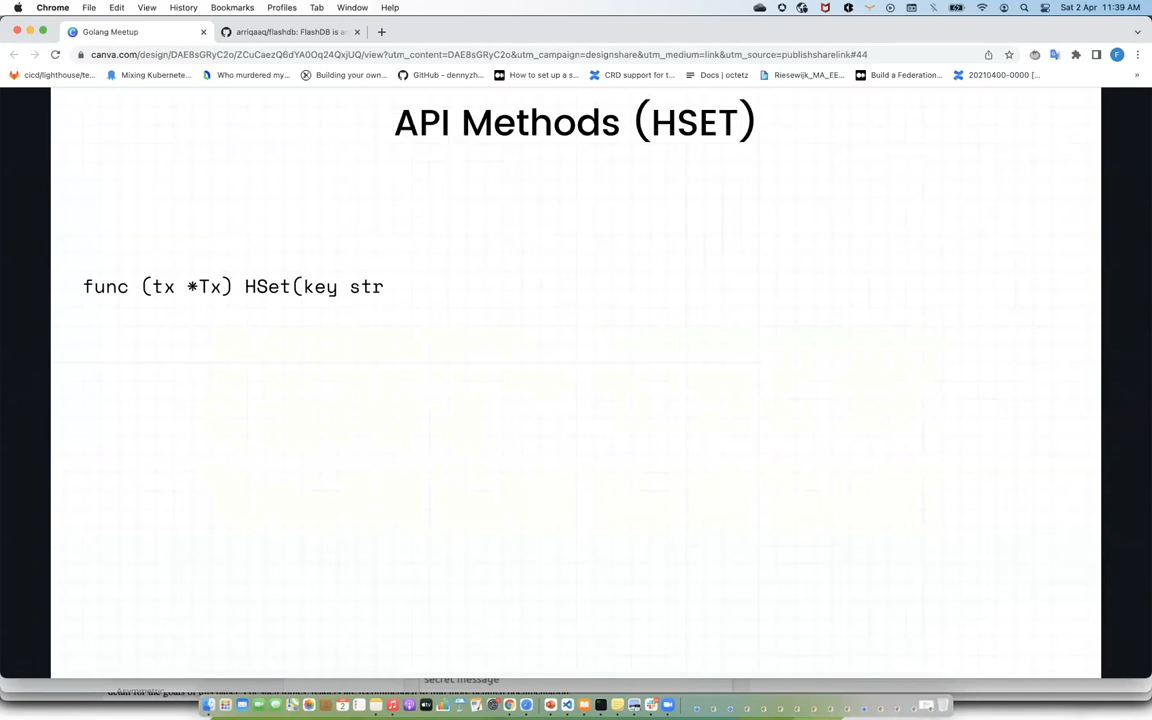 Chrome File Edit View History Bookmarks Profiles Tab Window Help Sat 2 Apr 11:39 AM
Golang Meetup arriqaaq/flashdb: FlashDB is an
canva.com/design/DAE8sGRyC2o/ZCuCaezQ6dYA0Oq24QxjUQ/view?utm_content=DAE8sGRyC2o&utm_campaign=designshare&utm_medium=link&utm_source=publishsharelink#44
cicd/lighthouse/te... Mixing Kubernete... Who murdered my... Building your own... GitHub - dennyzh... How to set up a s... CRD support for t... Docs | octetz Riesewijk_MA_EE... Build a Federation... 20210400-0000 [... »
API Methods (HSET)
func (tx *Tx) HSet(key str
secret message
Asymmetric